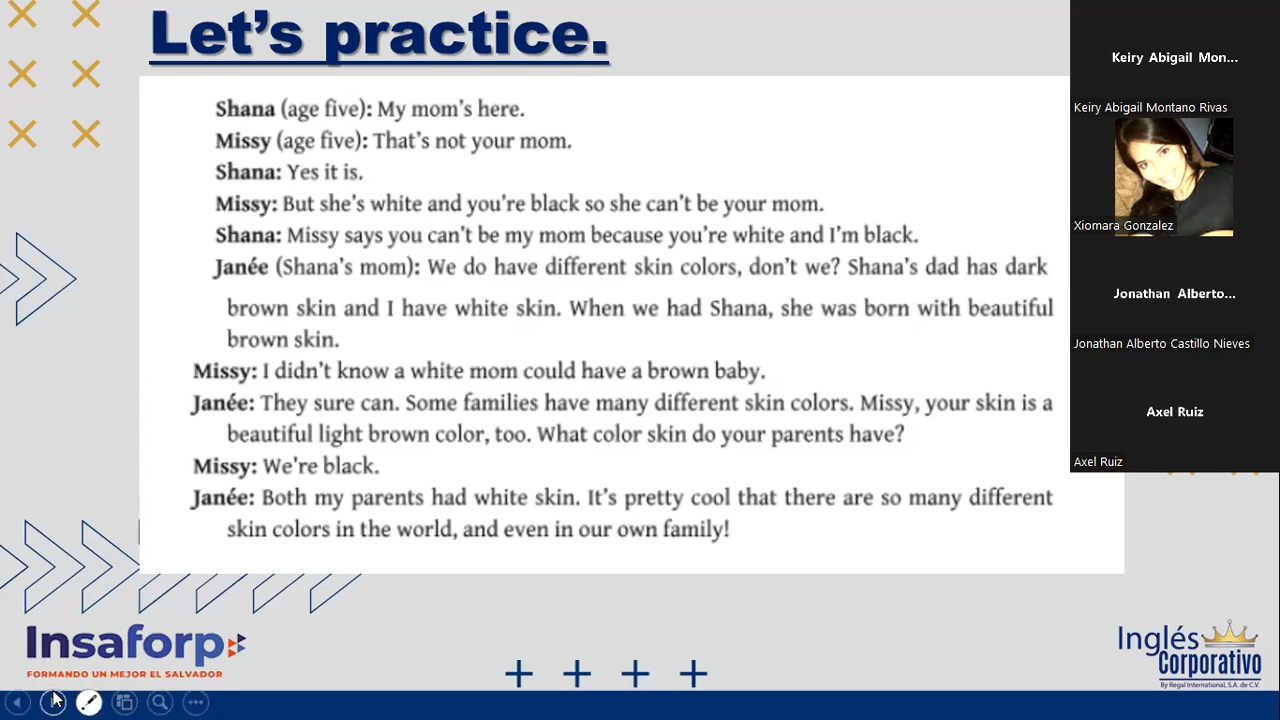 Let's practice.
Shana (age five): My mom's here.
Missy (age five): That's not your mom.
Shana: Yes it is.
Missy: But she's white and you're black so she can't be your mom.
Shana: Missy says you can't be my mom because you're white and I'm black.
Janée (Shana's mom): We do have different skin colors, don't we? Shana's dad has dark
brown skin and I have white skin. When we had Shana, she was born with beautiful
brown skin.
Missy: I didn't know a white mom could have a brown baby.
Janée: They sure can. Some families have many different skin colors. Missy, your skin is a
beautiful light brown color, too. What color skin do your parents have?
Missy: We're black.
Janée: Both my parents had white skin. It's pretty cool that there are so many different
skin colors in the world, and even in our own family!
Insaforp
FORMANDO UN MEJOR EL SALVADOR
Inglés
Corporativo
By Regal International, S.A. de C.V.
Keiry Abigail Mon...
Keiry Abigail Montano Rivas
Xiomara Gonzalez
Jonathan Alberto...
Jonathan Alberto Castillo Nieves
Axel Ruiz
Axel Ruiz